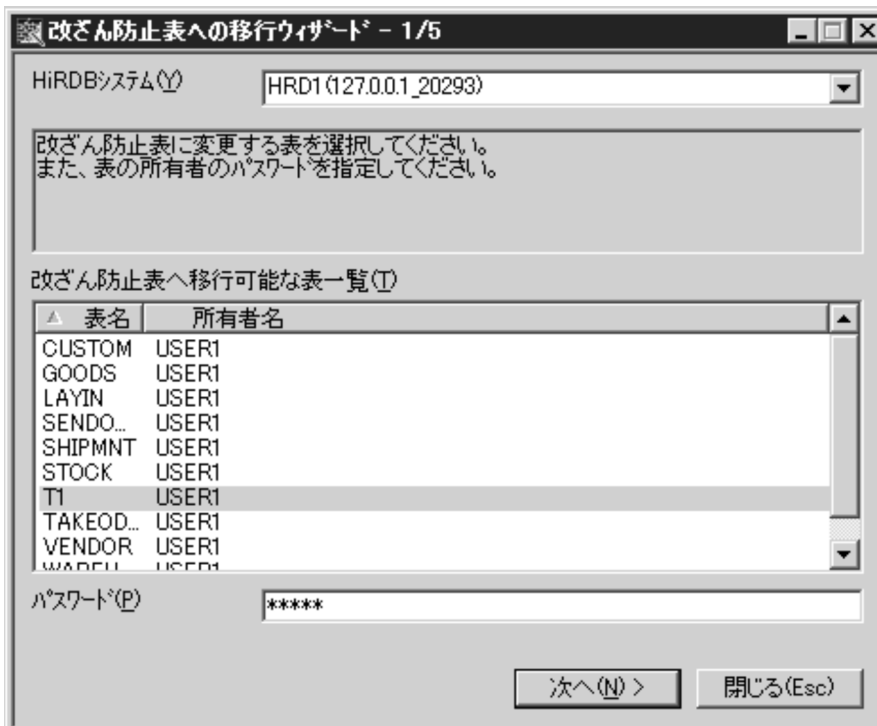 改ざん防止表への移行ウィザード - 1/5
HiRDBシステム(Y) HRD1(127.0.0.1_20293)
改ざん防止表に変更する表を選択してください。
また、表の所有者のパスワードを指定してください。
改ざん防止表へ移行可能な表一覧(T)
表名 所有者名
CUSTOM USER1
GOODS USER1
LAYIN USER1
SENDO... USER1
SHIPMNT USER1
STOCK USER1
T1 USER1
TAKEOD... USER1
VENDOR USER1
USER1
パスワード(P) *****
次へ(N) > 閉じる(Esc)